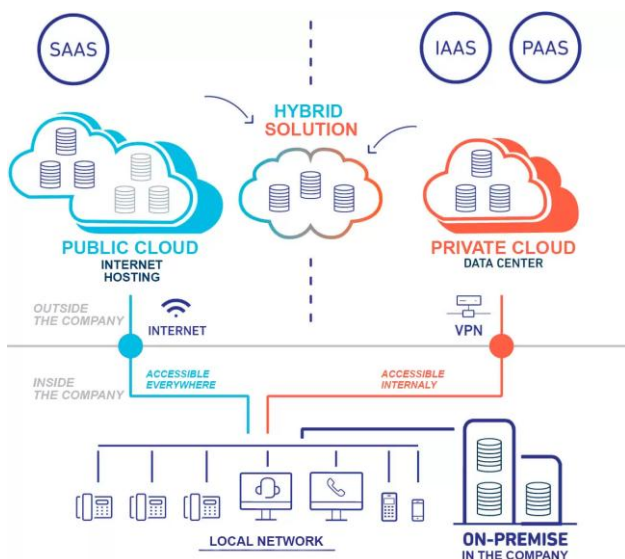 SAAS
IAAS
PAAS
HYBRID
SOLUTION
PUBLIC CLOUD
INTERNET
HOSTING
PRIVATE CLOUD
DATA CENTER
OUTSIDE
THE COMPANY
INTERNET
VPN
INSIDE
THE COMPANY
ACCESSIBLE
EVERYWHERE
ACCESSIBLE
INTERNALY
LOCAL NETWORK
ON-PREMISE
IN THE COMPANY